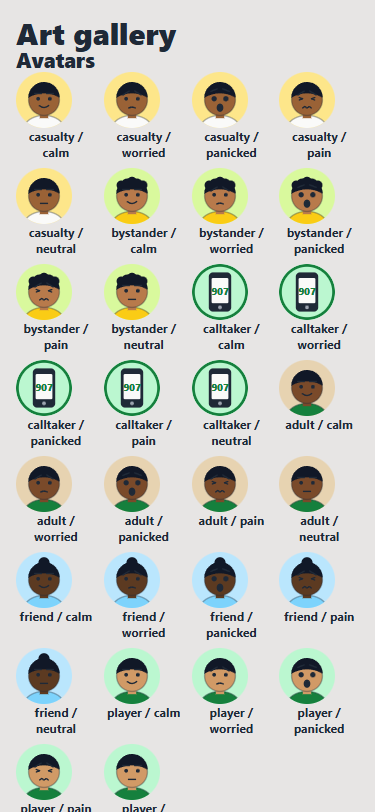 Art gallery
Avatars
casualty / calm
casualty / worried
casualty / panicked
casualty / pain
casualty / neutral
bystander / calm
bystander / worried
bystander / panicked
bystander / pain
bystander / neutral
907
calltaker / calm
907
calltaker / worried
907
calltaker / panicked
907
calltaker / pain
907
calltaker / neutral
adult / calm
adult / worried
adult / panicked
adult / pain
adult / neutral
friend / calm
friend / worried
friend / panicked
friend / pain
friend / neutral
player / calm
player / worried
player / panicked
player / pain
player /